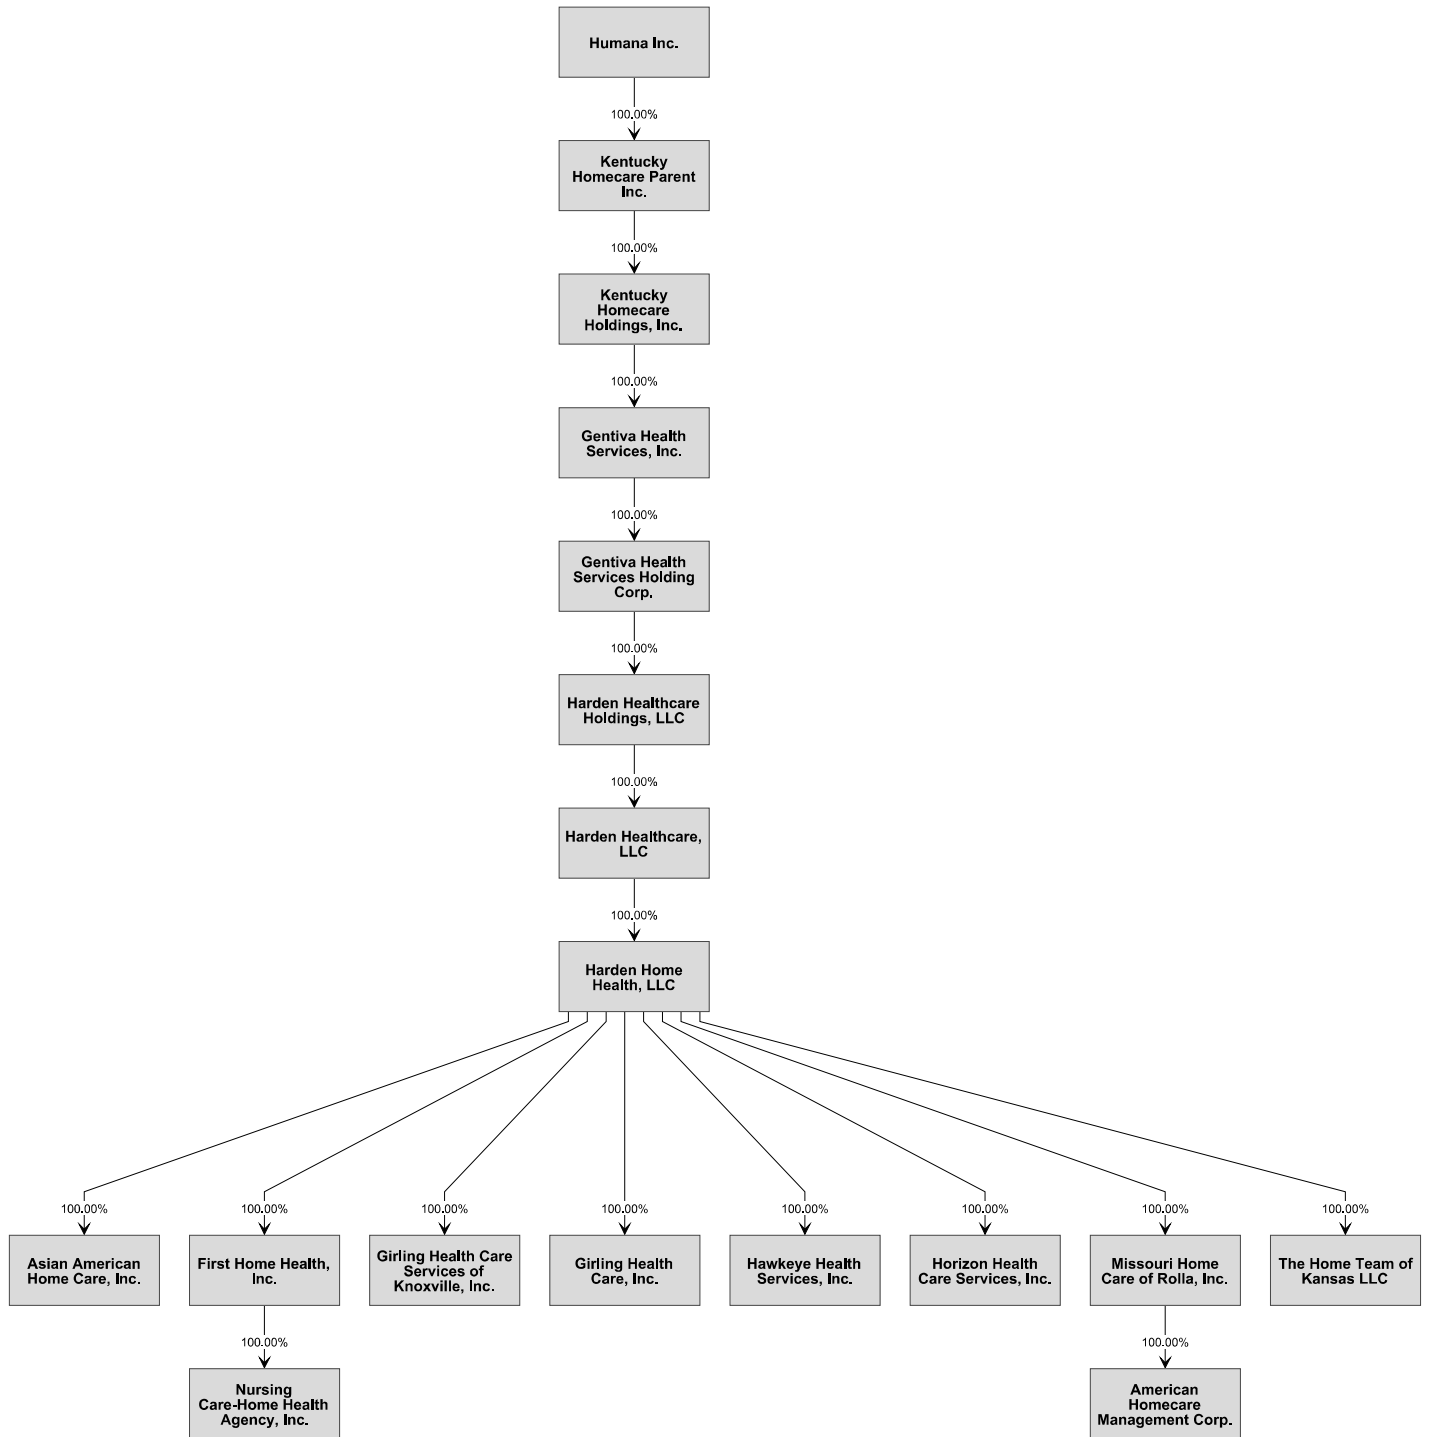 Humana Inc.
100.00%
Kentucky
Homecare Parent
Inc.
100.00%
Kentucky
Homecare
Holdings, Inc.
100.00%
Gentiva Health
Services, Inc.
100.00%
Gentiva Health
Services Holding
Corp.
100.00%
Harden Healthcare
Holdings, LLC
100.00%
Harden Healthcare,
LLC
100.00%
Harden Home
Health, LLC
100.00%
100.00%
100.00%
100.00%
100.00%
100.00%
100.00%
100.00%
Asian American
Home Care, Inc.
First Home Health,
Inc.
Girling Health Care
Services of
Knoxville, Inc.
Girling Health
Care, Inc.
Hawkeye Health
Services, Inc.
Horizon Health
Care Services, Inc.
Missouri Home
Care of Rolla, Inc.
The Home Team of
Kansas LLC
100.00%
100.00%
Nursing
Care-Home Health
Agency, Inc.
American
Homecare
Management Corp.